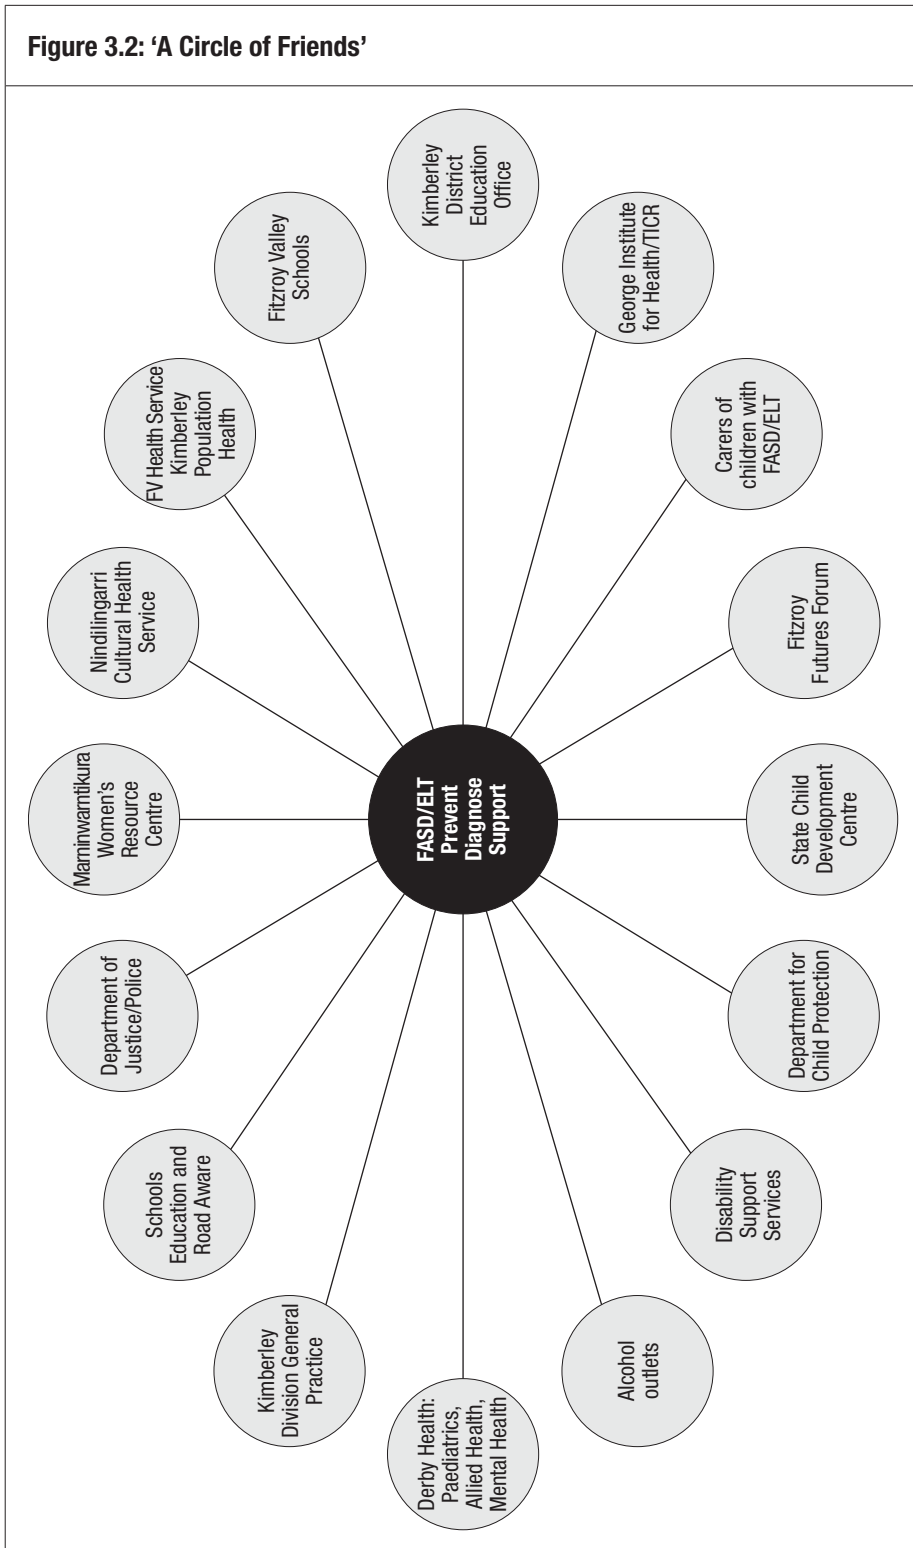 Figure 3.2: ‘A Circle of Friends’
FASD/ELT
Prevent
Diagnose
Support
Marninwarntikura
Women’s
Resource
Centre
Nindilingarri
Cultural Health
Service
FV Health Service
Kimberley
Population
Health
Fitzroy Valley
Schools
Kimberley
District
Education
Office
George Institute
for Health/TICR
Carers of
children with
FASD/ELT
Fitzroy
Futures Forum
State Child
Development
Centre
Department for
Child Protection
Disability
Support
Services
Alcohol
outlets
Derby Health:
Paediatrics,
Allied Health,
Mental Health
Kimberley
Division General
Practice
Schools
Education and
Road Aware
Department of
Justice/Police